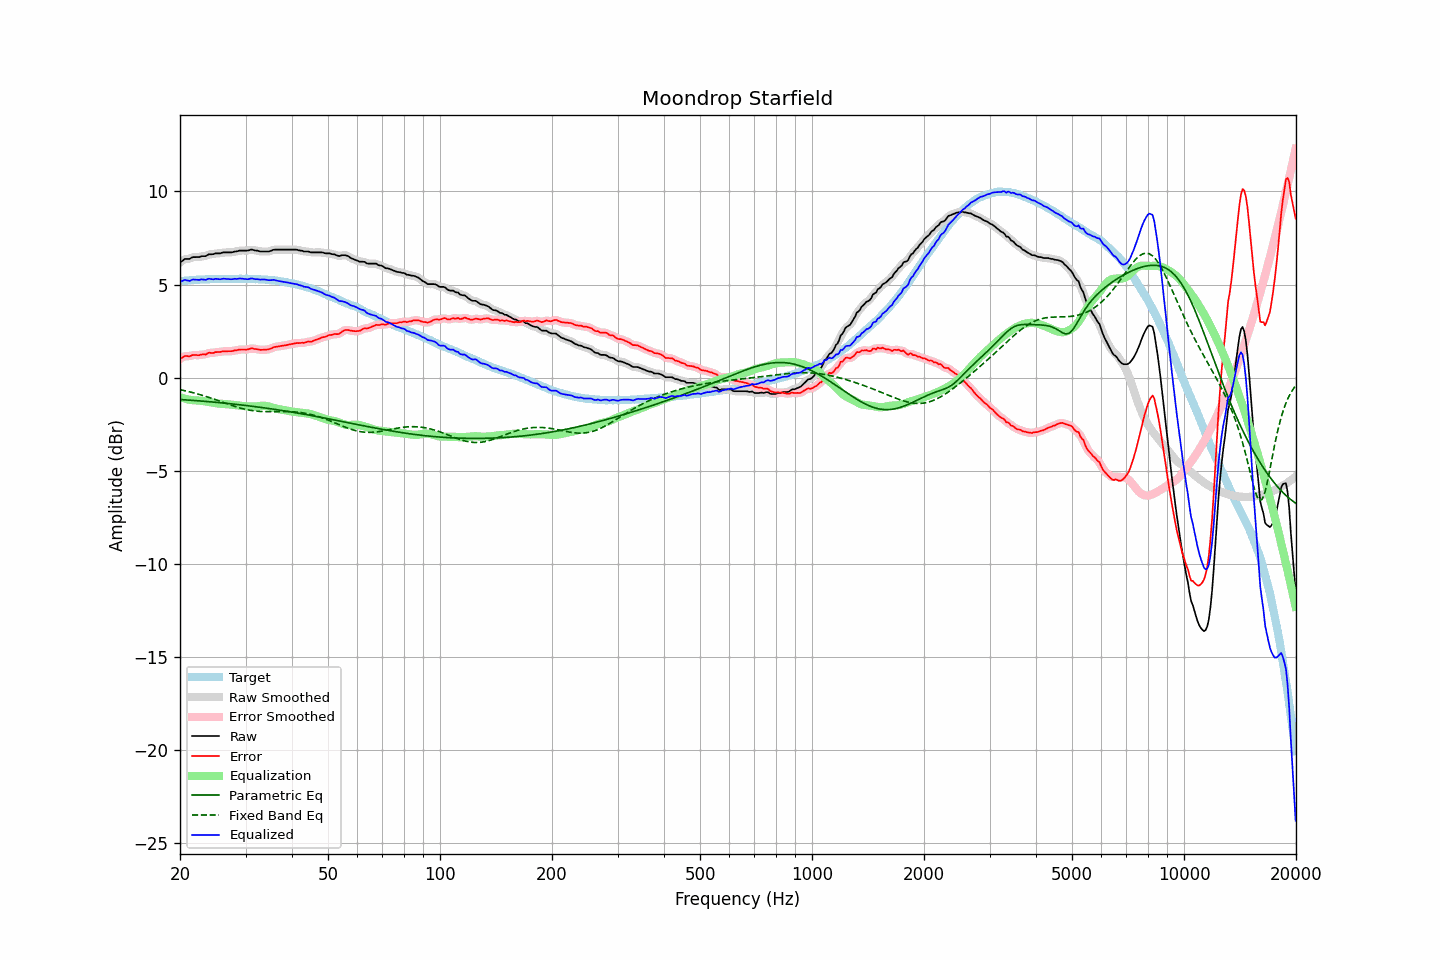 Moondrop Starfield
Amplitude (dBr)
10
5
0
−5
−10
−15
−20
−25
Target
Raw Smoothed
Error Smoothed
Raw
Error
Equalization
Parametric Eq
Fixed Band Eq
Equalized
20 50 100 200 500 1000 2000 5000 10000 20000
Frequency (Hz)